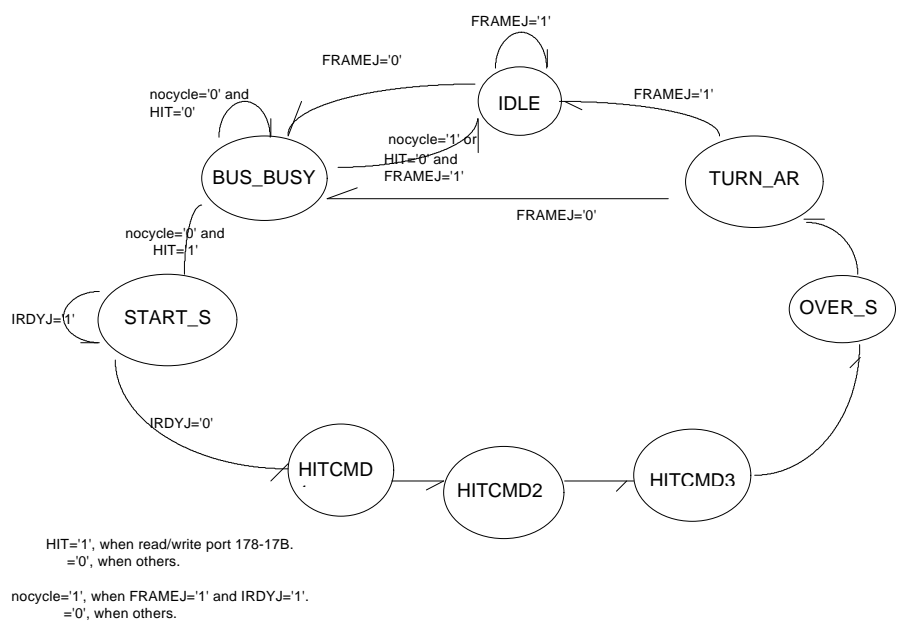 FRAMEJ='1'
FRAMEJ='0'
IDLE
FRAMEJ='1'
nocycle='0' and
HIT='0'
nocycle='1' or
HIT='0' and
FRAMEJ='1'
BUS_BUSY
TURN_AR
FRAMEJ='0'
nocycle='0' and
HIT='1'
START_S
IRDYJ='1'
OVER_S
IRDYJ='0'
HITCMD
HITCMD2
HITCMD3
HIT='1', when read/write port 178-17B.
='0', when others.
nocycle='1', when FRAMEJ='1' and IRDYJ='1'.
='0', when others.